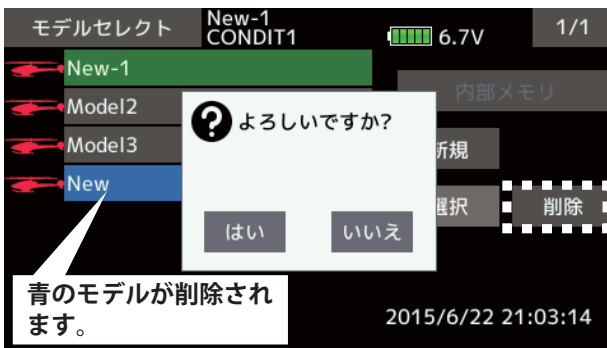 モデルセレクト
New-1
CONDIT1
6.7V
1/1
New-1
内部メモリ
Model2
?
よろしいですか?
Model3
新規
New
選択
削除
はい
いいえ
青のモデルが削除され
ます。
2015/6/22 21:03:14